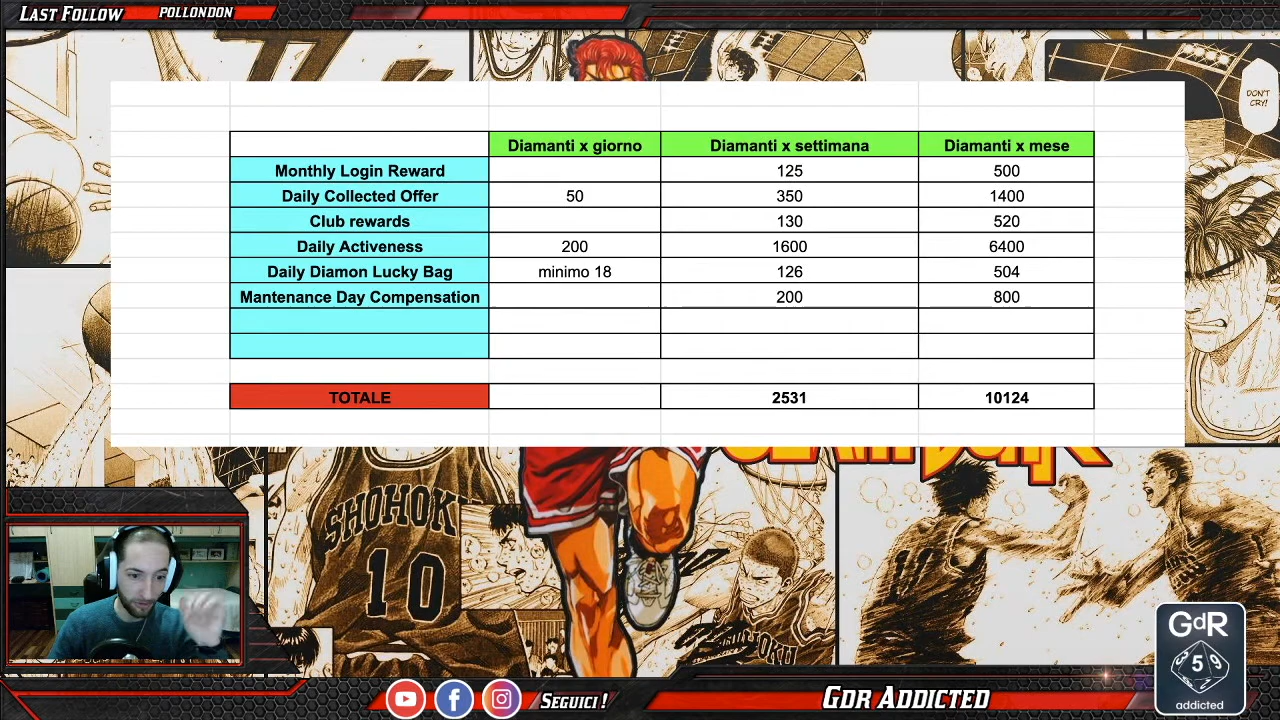 LAST FOLLOW POLLONDON
DON'T CRY!
Diamanti x giorno Diamanti x settimana Diamanti x mese
Monthly Login Reward 125 500
Daily Collected Offer 50 350 1400
Club rewards 130 520
Daily Activeness 200 1600 6400
Daily Diamon Lucky Bag minimo 18 126 504
Mantenance Day Compensation 200 800
TOTALE 2531 10124
SHOHOKU
10
GdR
5
addicted
SEGUICI !
GDR ADDICTED